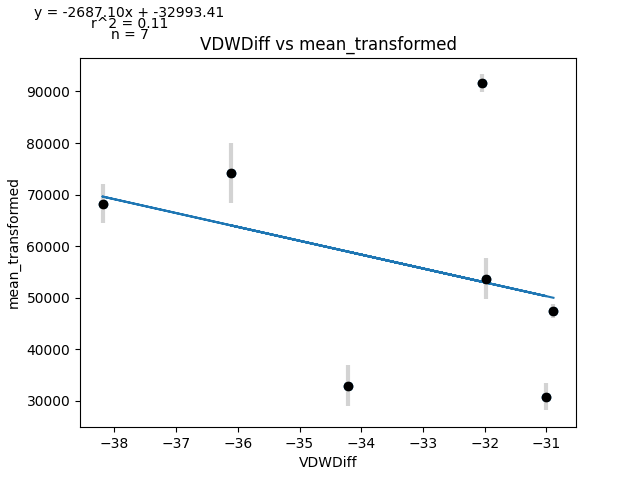 y = -2687.10x + -32993.41
r^2 = 0.11
n = 7
VDWDiff vs mean_transformed
90000
80000
70000
60000
50000
40000
30000
mean_transformed
−38
−37
−36
−35
−34
−33
−32
−31
VDWDiff